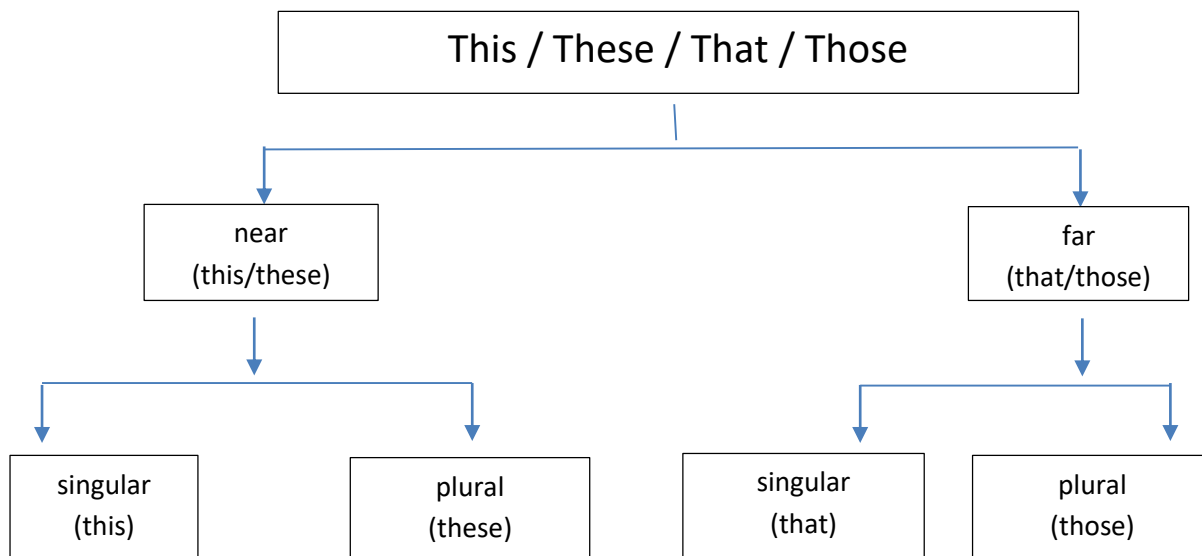 This / These / That / Those
near
(this/these)
far
(that/those)
singular
(this)
plural
(these)
singular
(that)
plural
(those)